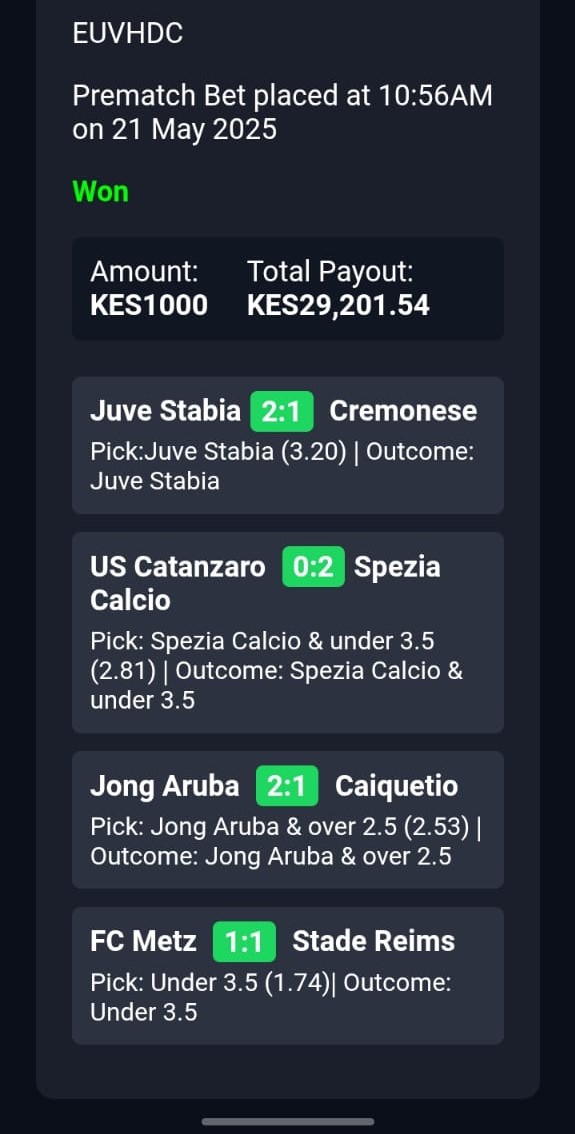 EUVHDC
Prematch Bet placed at 10:56AM
on 21 May 2025
Won
Amount: Total Payout:
KES1000 KES29,201.54
Juve Stabia 2:1 Cremonese
Pick:Juve Stabia (3.20) | Outcome:
Juve Stabia
US Catanzaro 0:2 Spezia
Calcio
Pick: Spezia Calcio & under 3.5
(2.81) | Outcome: Spezia Calcio &
under 3.5
Jong Aruba 2:1 Caiquetio
Pick: Jong Aruba & over 2.5 (2.53) |
Outcome: Jong Aruba & over 2.5
FC Metz 1:1 Stade Reims
Pick: Under 3.5 (1.74)| Outcome:
Under 3.5